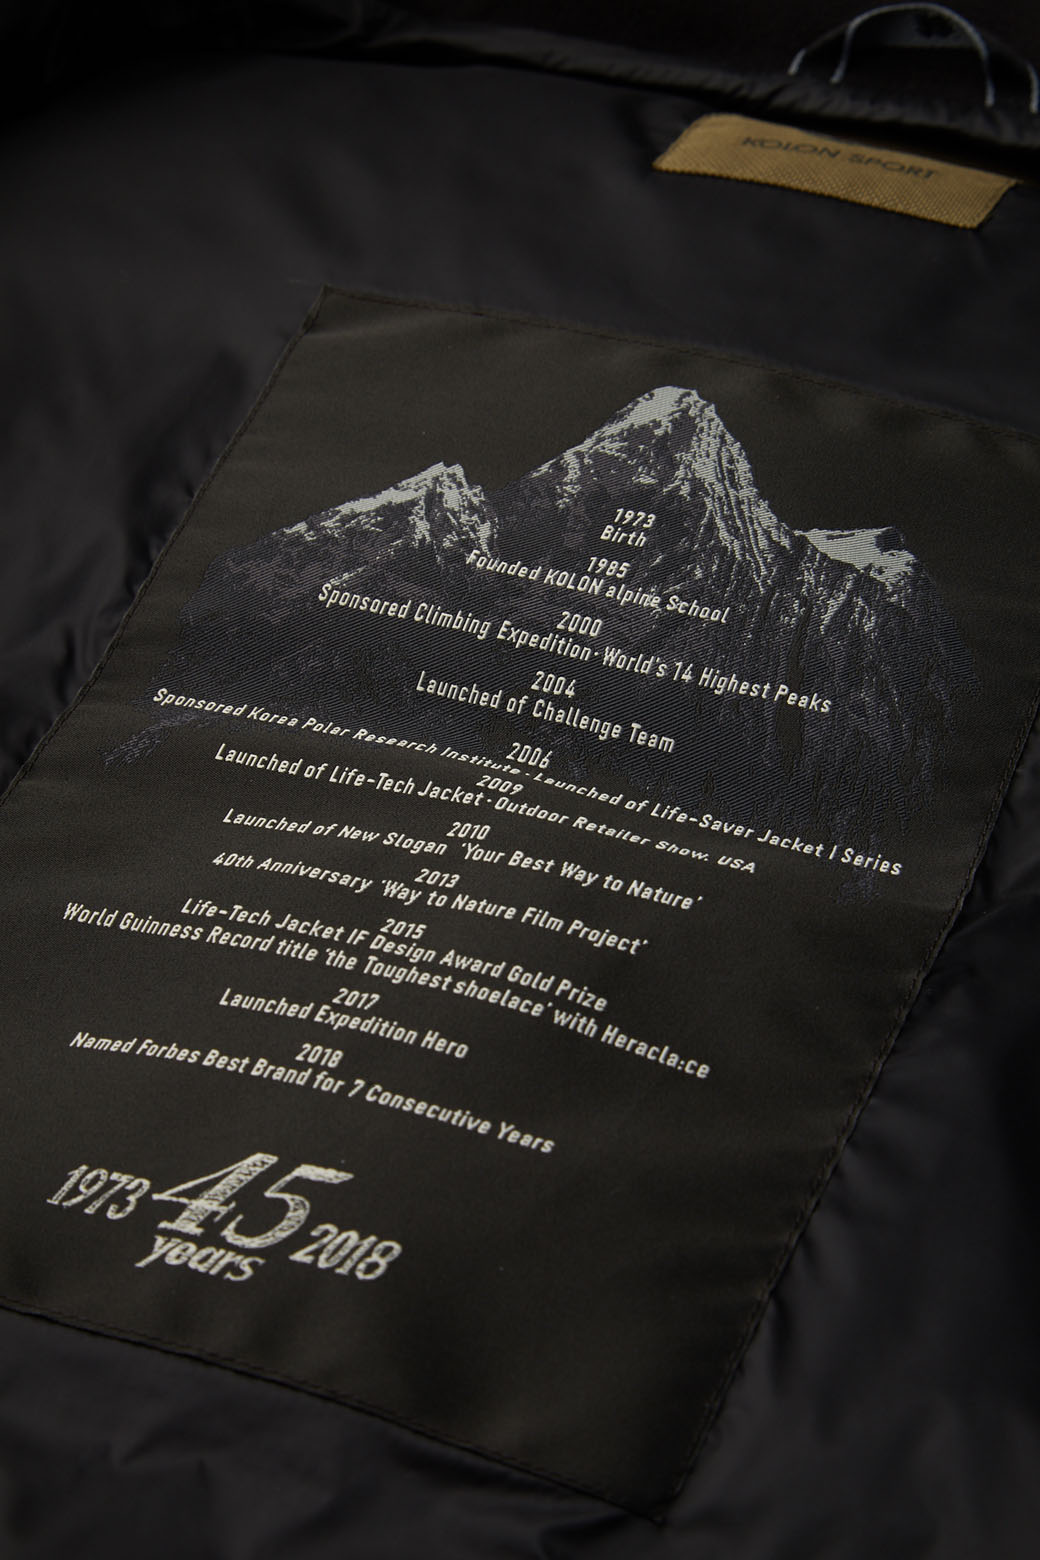 KOLON SPORT
1973
Birth
1985
Founded KOLON alpine School
2000
Sponsored Climbing Expedition · World's 14 Highest Peaks
2004
Launched of Challenge Team
2006
Sponsored Korea Polar Research Institute · Launched of Life-Saver Jacket I Series
2009
Launched of Life-Tech Jacket · Outdoor Retailer Show. USA
2010
Launched of New Slogan 'Your Best Way to Nature'
2013
40th Anniversary 'Way to Nature Film Project'
2015
Life-Tech Jacket IF Design Award Gold Prize
World Guinness Record title 'the Toughest shoelace' with Heracla:ce
2017
Launched Expedition Hero
2018
Named Forbes Best Brand for 7 Consecutive Years
1973 45 2018
years